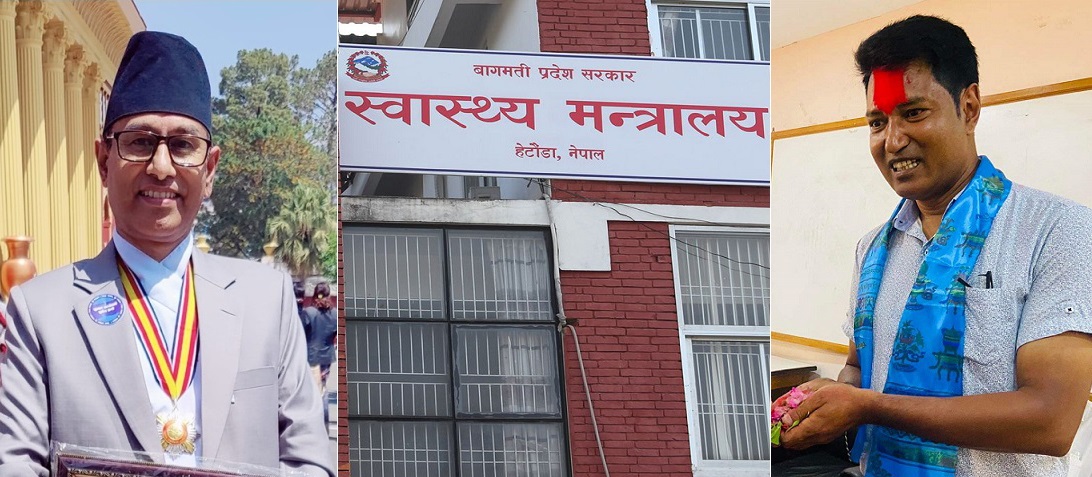 बागमती प्रदेश सरकार
स्वास्थ्य मन्त्रालय
हेटौंडा, नेपाल